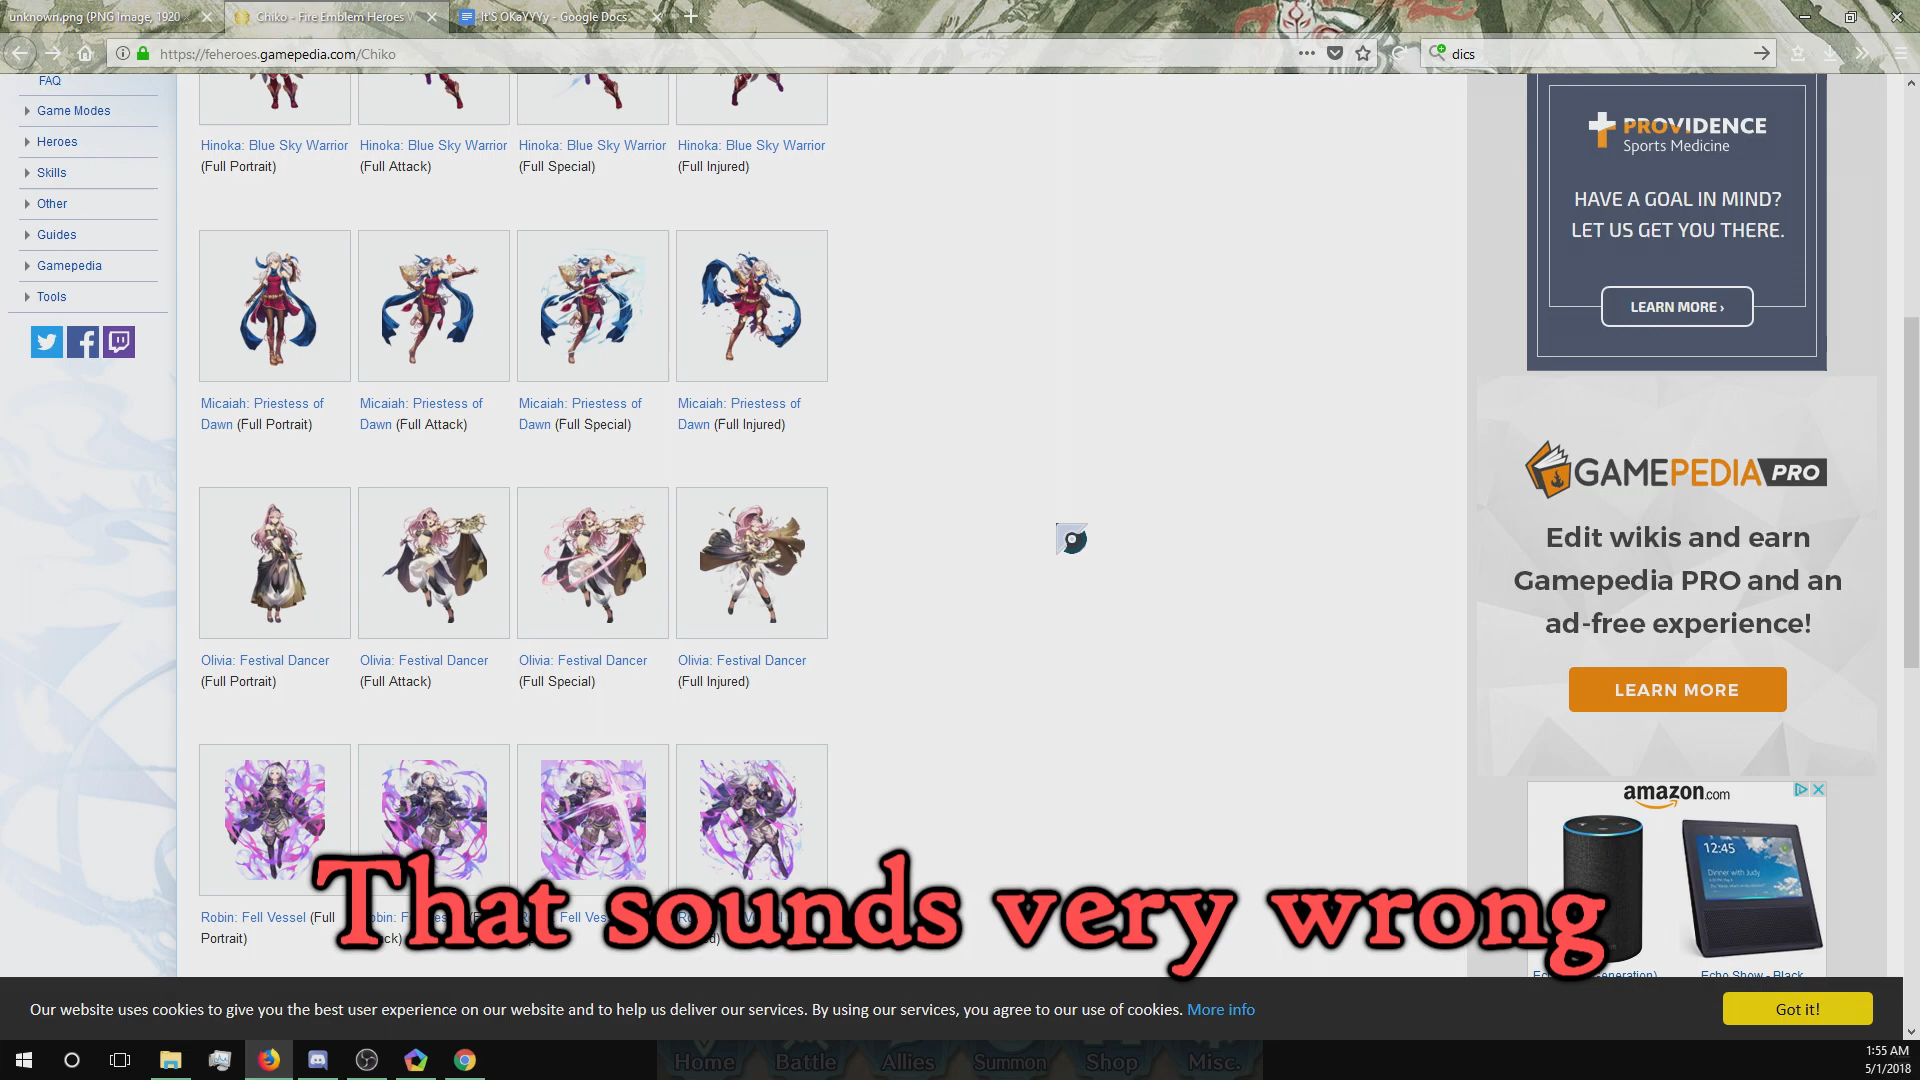 unknown.png (PNG Image, 1920
Chiko - Fire Emblem Heroes W
It'S OKaYYYy - Google Docs
https://feheroes.gamepedia.com/Chiko
dics
FAQ
Game Modes
Heroes
Skills
Other
Guides
Gamepedia
Tools
Hinoka: Blue Sky Warrior
(Full Portrait)
Hinoka: Blue Sky Warrior
(Full Attack)
Hinoka: Blue Sky Warrior
(Full Special)
Hinoka: Blue Sky Warrior
(Full Injured)
Micaiah: Priestess of
Dawn (Full Portrait)
Micaiah: Priestess of
Dawn (Full Attack)
Micaiah: Priestess of
Dawn (Full Special)
Micaiah: Priestess of
Dawn (Full Injured)
Olivia: Festival Dancer
(Full Portrait)
Olivia: Festival Dancer
(Full Attack)
Olivia: Festival Dancer
(Full Special)
Olivia: Festival Dancer
(Full Injured)
Robin: Fell Vessel (Full
Portrait)
That sounds very wrong
PROVIDENCE
Sports Medicine
HAVE A GOAL IN MIND?
LET US GET YOU THERE.
LEARN MORE ›
GAMEPEDIA PRO
Edit wikis and earn
Gamepedia PRO and an
ad-free experience!
LEARN MORE
amazon.com
12:45
Dinner with Judy
Echo Show - Black
Our website uses cookies to give you the best user experience on our website and to help us deliver our services. By using our services, you agree to our use of cookies. More info
Got it!
Home
Battle
Allies
Summon
Shop
Misc.
1:55 AM
5/1/2018